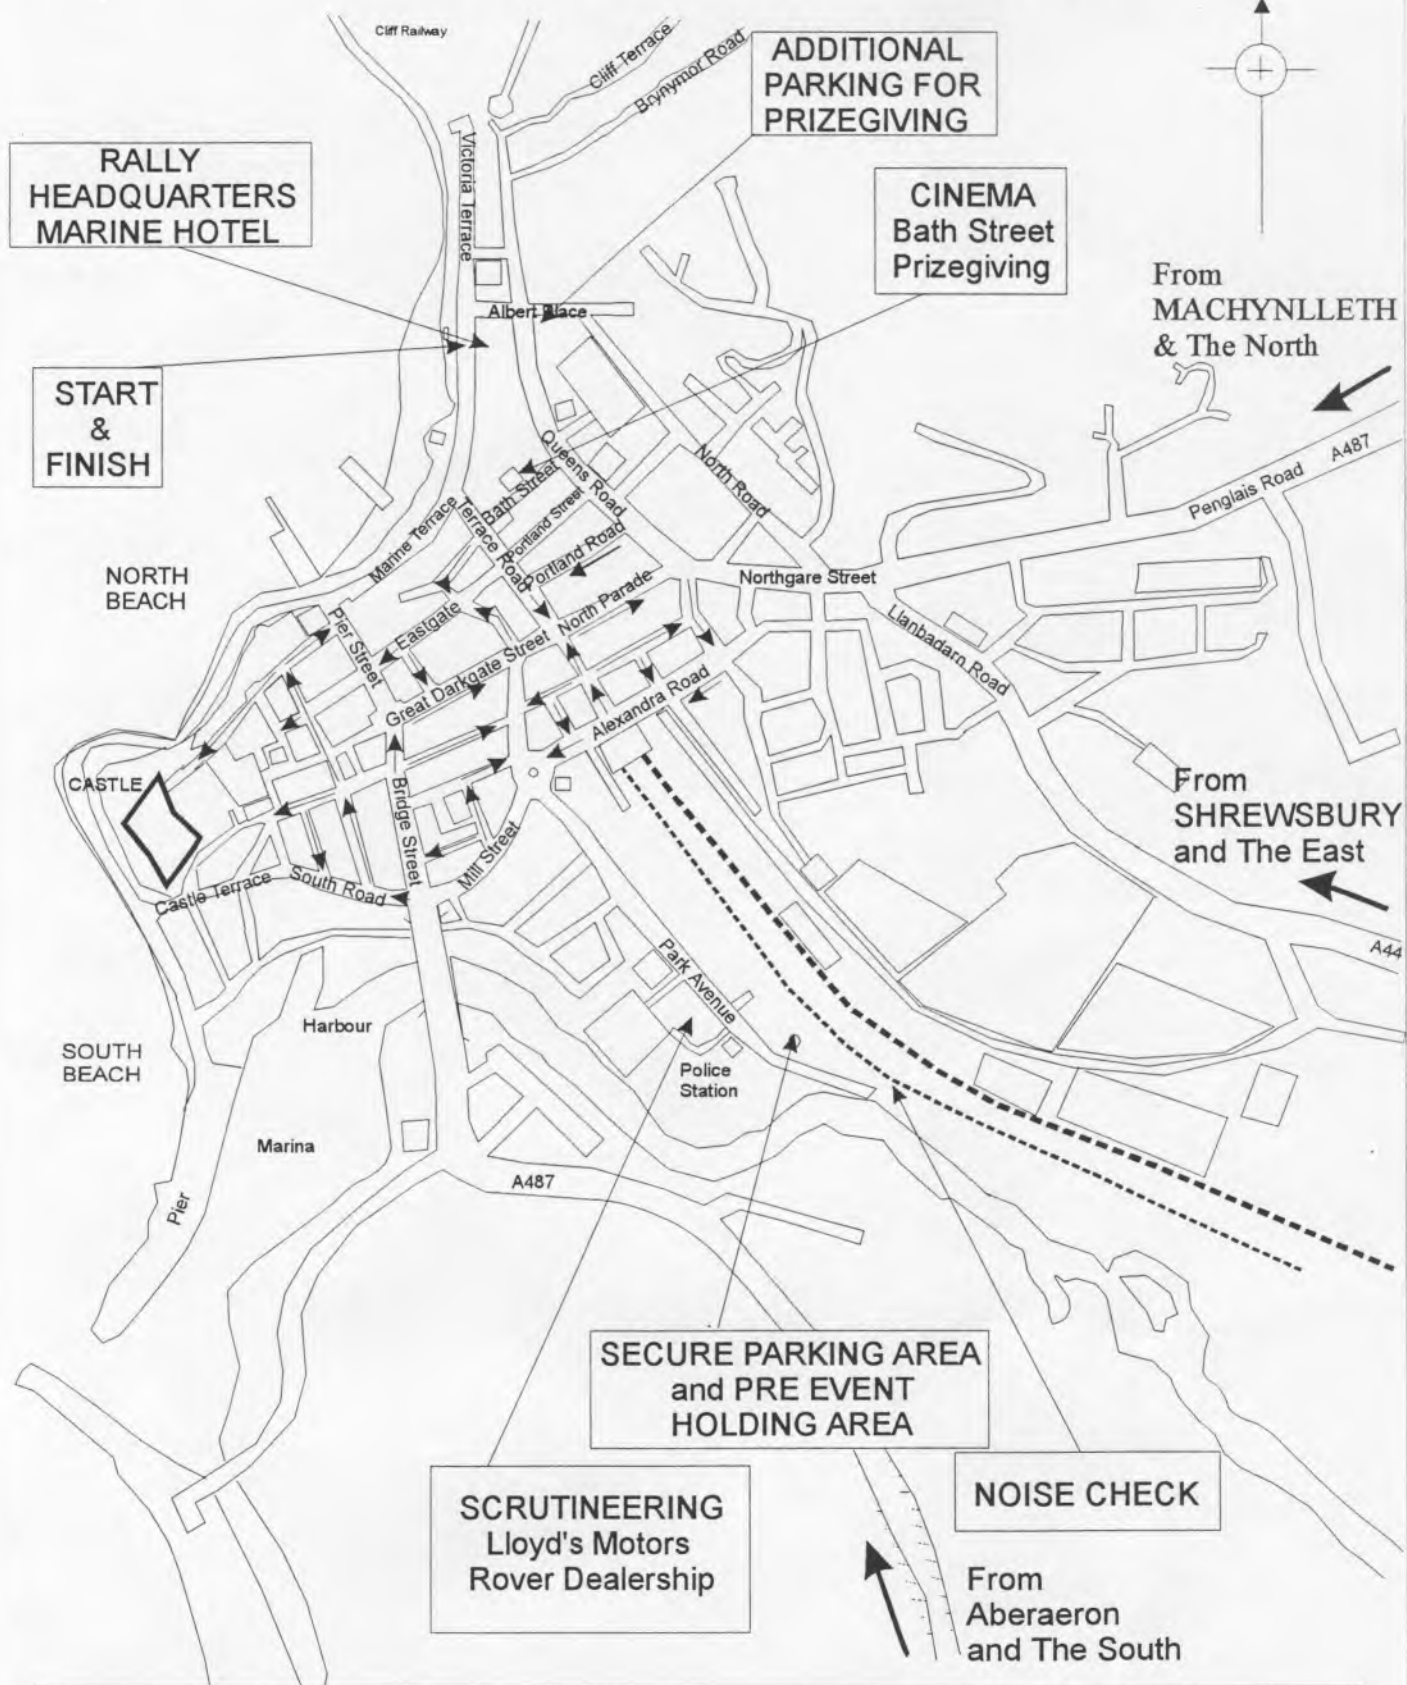 Cliff Railway
Cliff Terrace
Brynymor Road
ADDITIONAL
PARKING FOR
PRIZEGIVING
RALLY
HEADQUARTERS
MARINE HOTEL
Victoria Terrace
CINEMA
Bath Street
Prizegiving
From
MACHYNLLETH
& The North
Albert Place
START
&
FINISH
A487
Penglais Road
Queens Road
North Road
Bath Street
Portland Street
Terrace Road
Portland Road
Marine Terrace
NORTH
BEACH
Northgare Street
North Parade
Eastgate
Pier Street
Great Darkgate Street
Llanbadarn Road
Alexandra Road
CASTLE
Bridge Street
From
SHREWSBURY
and The East
Mill Street
South Road
Castle Terrace
A44
Park Avenue
Harbour
SOUTH
BEACH
Police
Station
Marina
A487
Pier
SECURE PARKING AREA
and PRE EVENT
HOLDING AREA
SCRUTINEERING
Lloyd's Motors
Rover Dealership
NOISE CHECK
From
Aberaeron
and The South